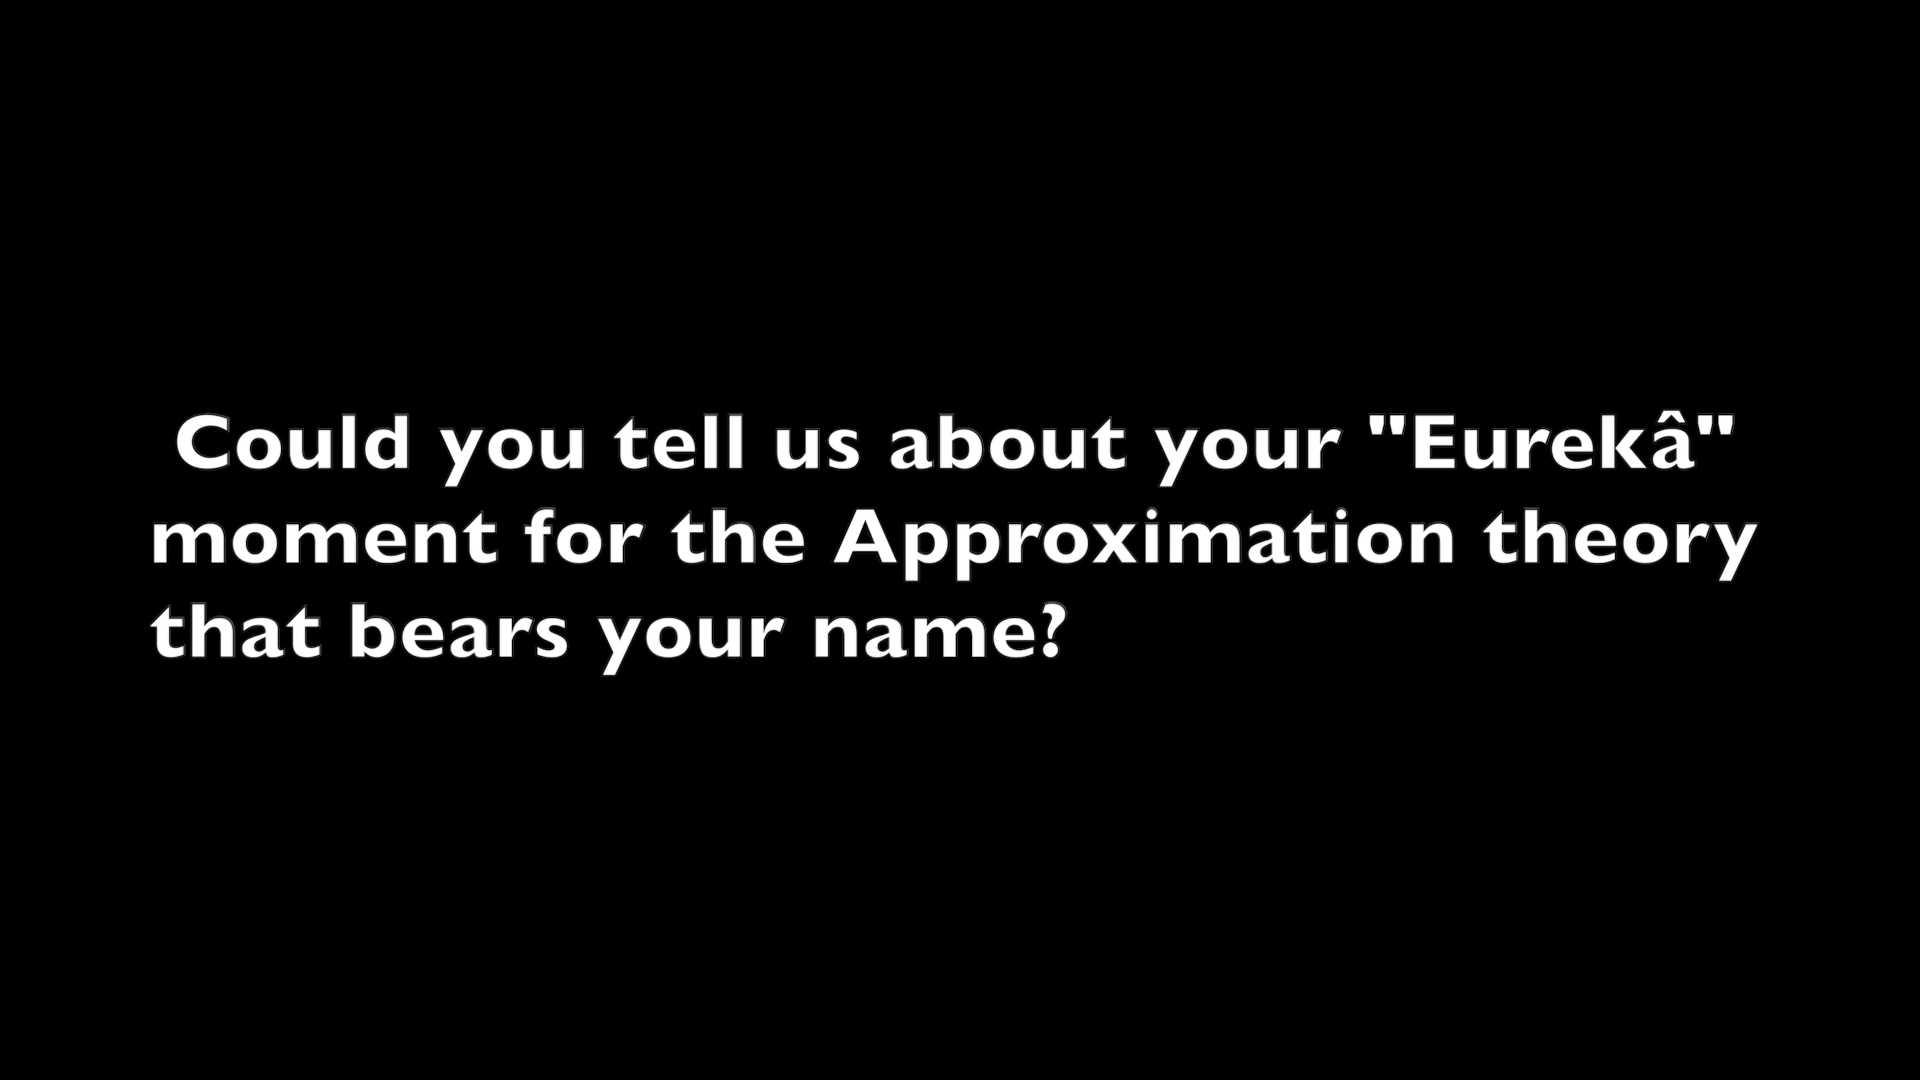 Could you tell us about your "Eurekâ"
moment for the Approximation theory
that bears your name?